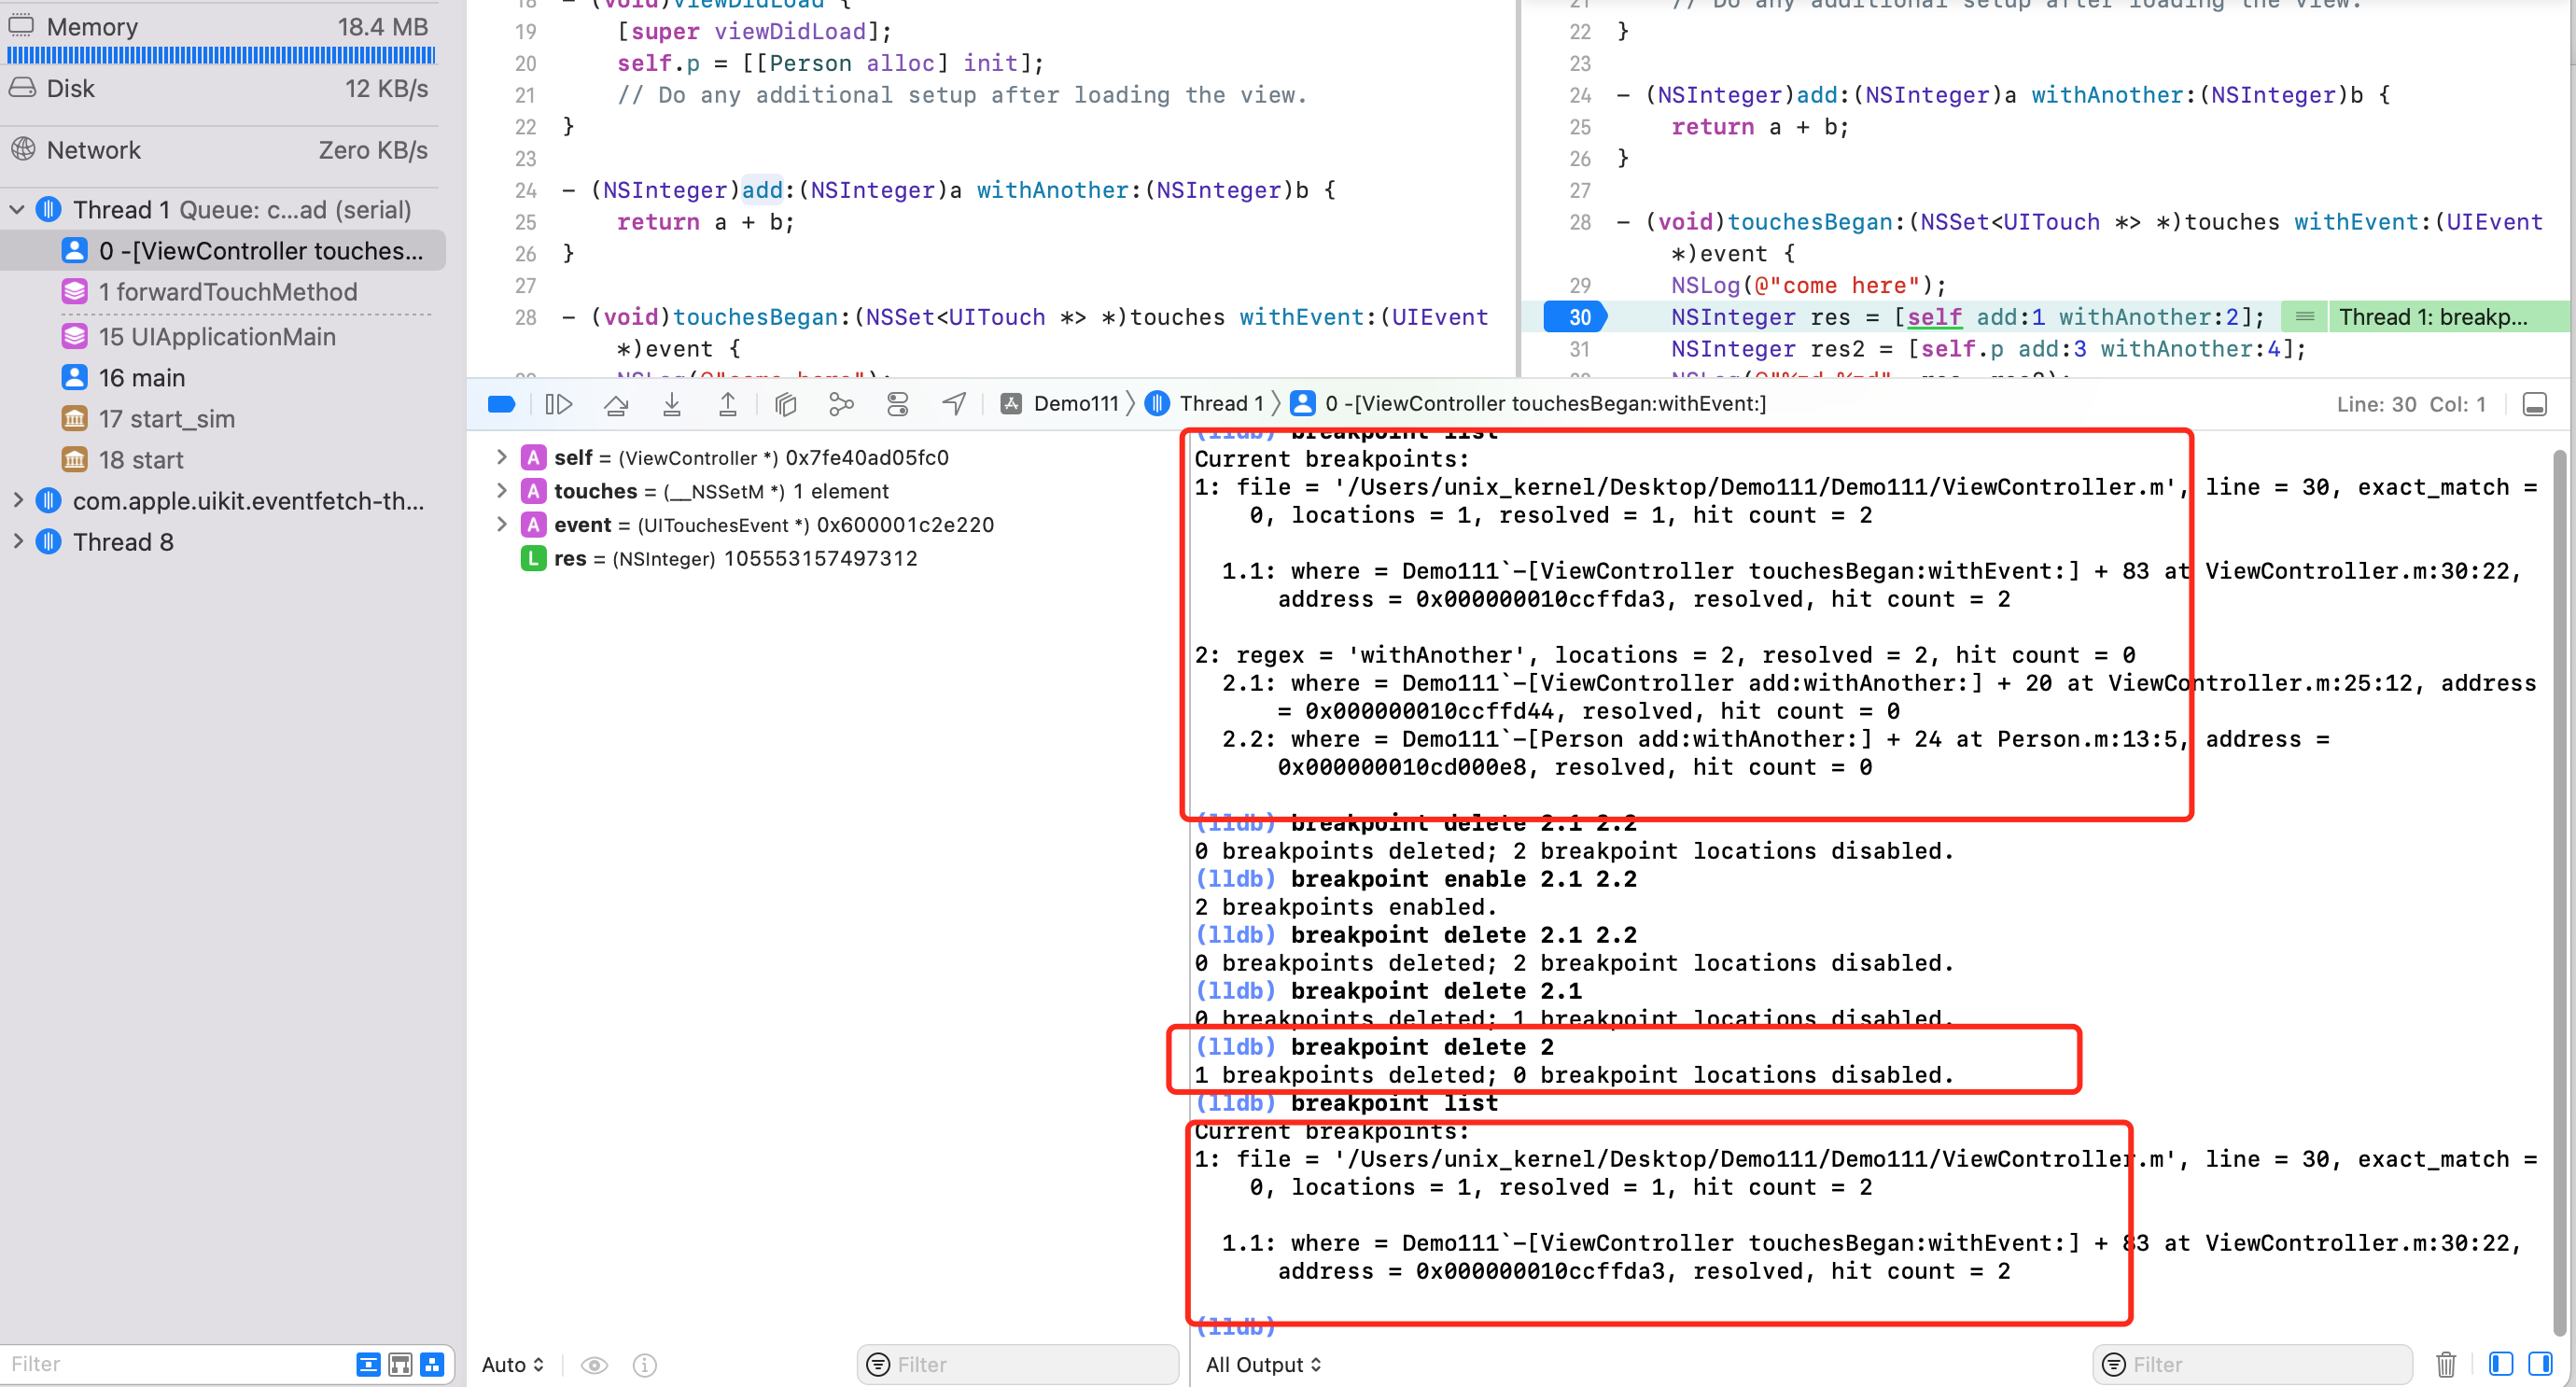 Memory 18.4 MB
Disk 12 KB/s
Network Zero KB/s
Thread 1 Queue: c...ad (serial)
0 -[ViewController touches...
1 forwardTouchMethod
15 UIApplicationMain
16 main
17 start_sim
18 start
com.apple.uikit.eventfetch-th...
Thread 8
Filter
18 - (void)viewDidLoad {
19 [super viewDidLoad];
20 self.p = [[Person alloc] init];
21 // Do any additional setup after loading the view.
22 }
23
24 - (NSInteger)add:(NSInteger)a withAnother:(NSInteger)b {
25 return a + b;
26 }
27
28 - (void)touchesBegan:(NSSet<UITouch *> *)touches withEvent:(UIEvent
*)event {
NSLog(@"come here");
21 // Do any additional setup after loading the view.
22 }
23
24 - (NSInteger)add:(NSInteger)a withAnother:(NSInteger)b {
25 return a + b;
26 }
27
28 - (void)touchesBegan:(NSSet<UITouch *> *)touches withEvent:(UIEvent
*)event {
29 NSLog(@"come here");
30 NSInteger res = [self add:1 withAnother:2]; Thread 1: breakp...
31 NSInteger res2 = [self.p add:3 withAnother:4];
Demo111 Thread 1 0 -[ViewController touchesBegan:withEvent:]
Line: 30 Col: 1
A self = (ViewController *) 0x7fe40ad05fc0
A touches = (__NSSetM *) 1 element
A event = (UITouchesEvent *) 0x600001c2e220
L res = (NSInteger) 105553157497312
Auto
Filter
(lldb) breakpoint list
Current breakpoints:
1: file = '/Users/unix_kernel/Desktop/Demo111/Demo111/ViewController.m', line = 30, exact_match =
0, locations = 1, resolved = 1, hit count = 2
1.1: where = Demo111`-[ViewController touchesBegan:withEvent:] + 83 at ViewController.m:30:22,
address = 0x000000010ccffda3, resolved, hit count = 2
2: regex = 'withAnother', locations = 2, resolved = 2, hit count = 0
2.1: where = Demo111`-[ViewController add:withAnother:] + 20 at ViewController.m:25:12, address
= 0x000000010ccffd44, resolved, hit count = 0
2.2: where = Demo111`-[Person add:withAnother:] + 24 at Person.m:13:5, address =
0x000000010cd000e8, resolved, hit count = 0
(lldb) breakpoint delete 2.1 2.2
0 breakpoints deleted; 2 breakpoint locations disabled.
(lldb) breakpoint enable 2.1 2.2
2 breakpoints enabled.
(lldb) breakpoint delete 2.1 2.2
0 breakpoints deleted; 2 breakpoint locations disabled.
(lldb) breakpoint delete 2.1
0 breakpoints deleted; 1 breakpoint locations disabled.
(lldb) breakpoint delete 2
1 breakpoints deleted; 0 breakpoint locations disabled.
(lldb) breakpoint list
Current breakpoints:
1: file = '/Users/unix_kernel/Desktop/Demo111/Demo111/ViewController.m', line = 30, exact_match =
0, locations = 1, resolved = 1, hit count = 2
1.1: where = Demo111`-[ViewController touchesBegan:withEvent:] + 83 at ViewController.m:30:22,
address = 0x000000010ccffda3, resolved, hit count = 2
(lldb)
All Output
Filter